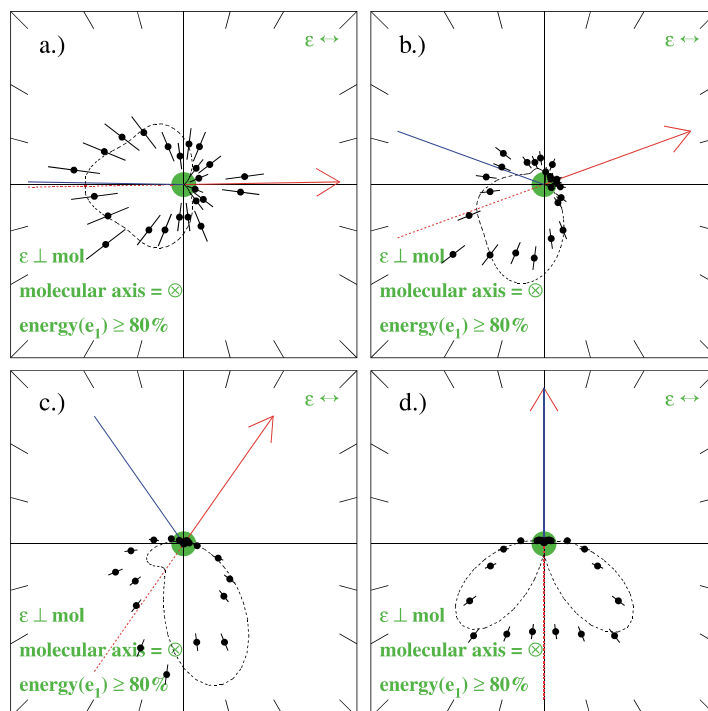 a.)
ε ↔
ε ⊥ mol
molecular axis = ⊗
energy(e₁) ≥ 80%
b.)
ε ↔
ε ⊥ mol
molecular axis = ⊗
energy(e₁) ≥ 80%
c.)
ε ↔
ε ⊥ mol
molecular axis = ⊗
energy(e₁) ≥ 80%
d.)
ε ↔
ε ⊥ mol
molecular axis = ⊗
energy(e₁) ≥ 80%